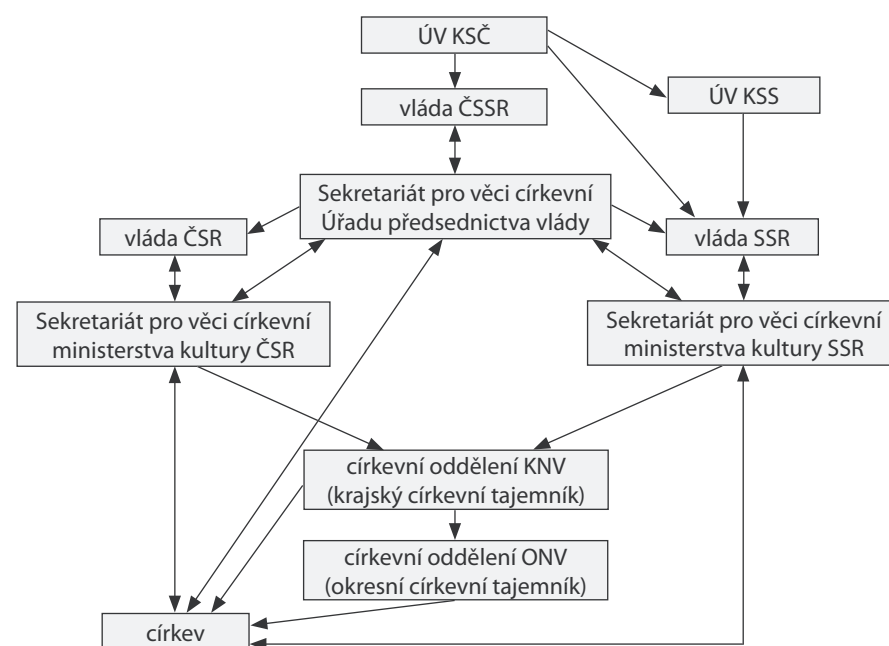 ÚV KSČ
ÚV KSS
vláda ČSSR
Sekretariát pro věci církevní
Úřadu předsednictva vlády
vláda ČSR
vláda SSR
Sekretariát pro věci církevní
ministerstva kultury ČSR
Sekretariát pro věci církevní
ministerstva kultury SSR
církevní oddělení KNV
(krajský církevní tajemník)
církevní oddělení ONV
(okresní církevní tajemník)
církev